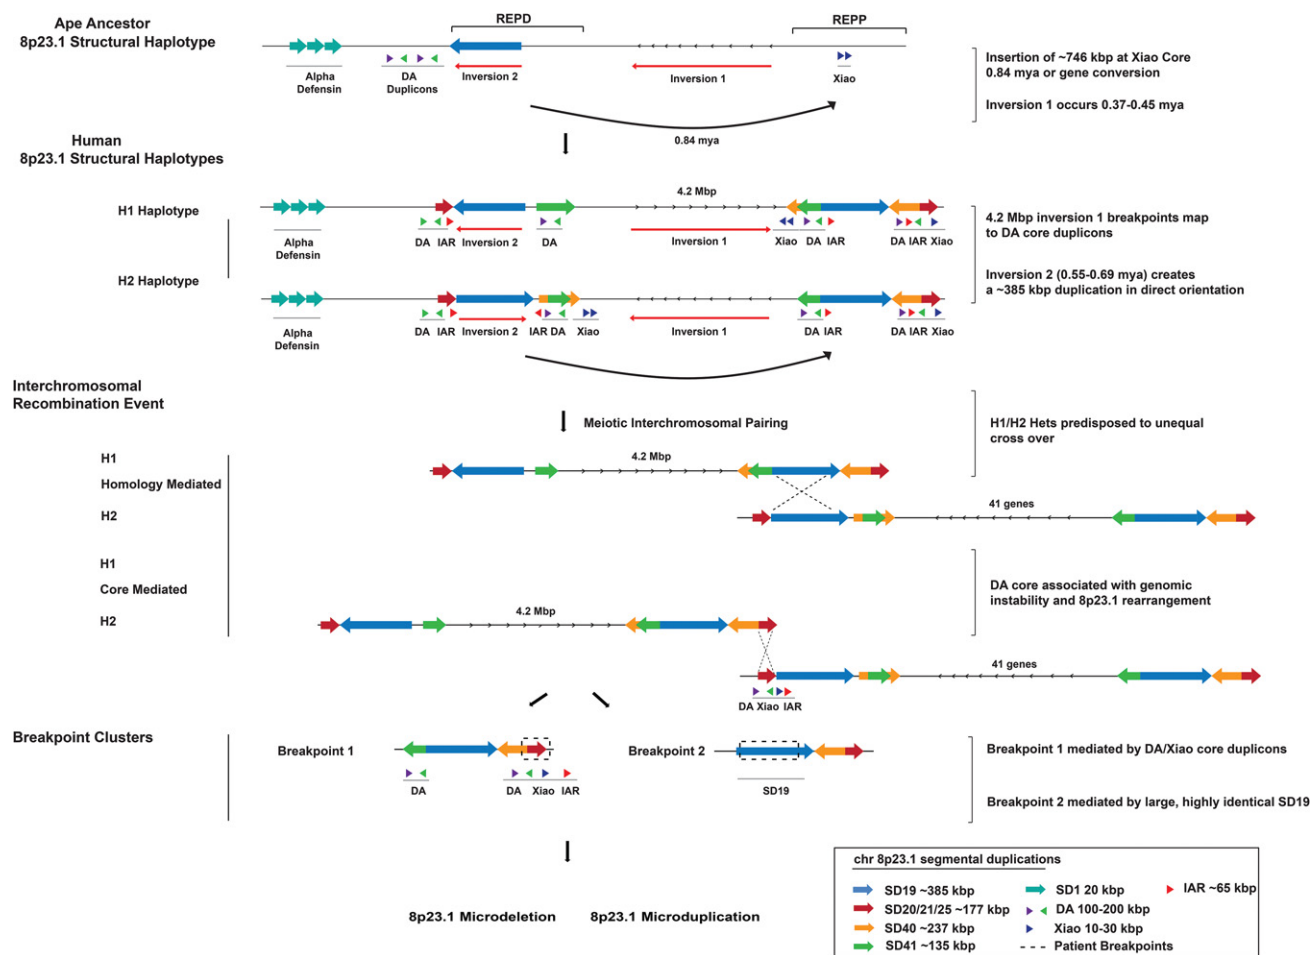 Ape Ancestor
8p23.1 Structural Haplotype
REPD
REPP
Alpha
Defensin
DA
Duplicons
Inversion 2
Inversion 1
Xiao
Insertion of ~746 kbp at Xiao Core
0.84 mya or gene conversion
Inversion 1 occurs 0.37-0.45 mya
0.84 mya
Human
8p23.1 Structural Haplotypes
H1 Haplotype
4.2 Mbp
Alpha
Defensin
DA IAR
Inversion 2
DA
Inversion 1
Xiao
DA IAR
DA IAR Xiao
4.2 Mbp inversion 1 breakpoints map
to DA core duplicons
H2 Haplotype
Inversion 2 (0.55-0.69 mya) creates
a ~385 kbp duplication in direct orientation
Alpha
Defensin
DA IAR
Inversion 2
IAR DA
Xiao
Inversion 1
DA IAR
DA IAR Xiao
Interchromosomal
Recombination Event
Meiotic Interchromosomal Pairing
H1/H2 Hets predisposed to unequal
cross over
H1
4.2 Mbp
Homology Mediated
H2
41 genes
H1
Core Mediated
DA core associated with genomic
instability and 8p23.1 rearrangement
H2
4.2 Mbp
41 genes
DA Xiao IAR
Breakpoint Clusters
Breakpoint 1
DA
DA Xiao IAR
Breakpoint 2
SD19
Breakpoint 1 mediated by DA/Xiao core duplicons
Breakpoint 2 mediated by large, highly identical SD19
8p23.1 Microdeletion
8p23.1 Microduplication
chr 8p23.1 segmental duplications
SD19 ~385 kbp
SD1 20 kbp
IAR ~65 kbp
SD20/21/25 ~177 kbp
DA 100-200 kbp
SD40 ~237 kbp
Xiao 10-30 kbp
SD41 ~135 kbp
Patient Breakpoints